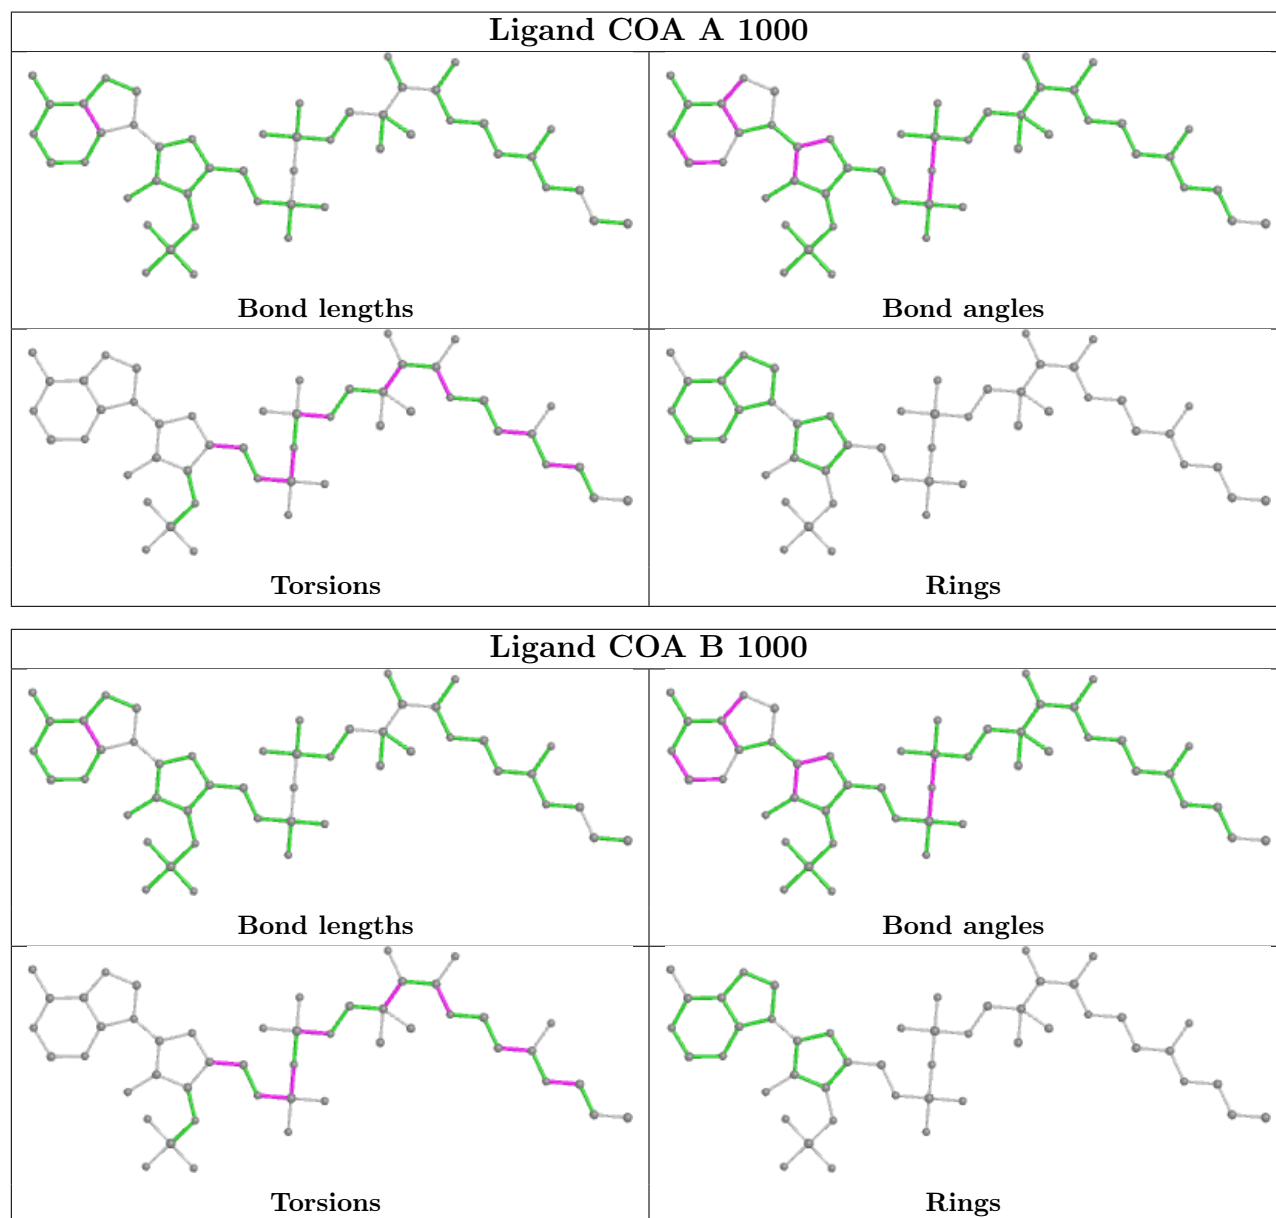 Ligand COA A 1000
Bond lengths
Bond angles
Torsions
Rings
Ligand COA B 1000
Bond lengths
Bond angles
Torsions
Rings